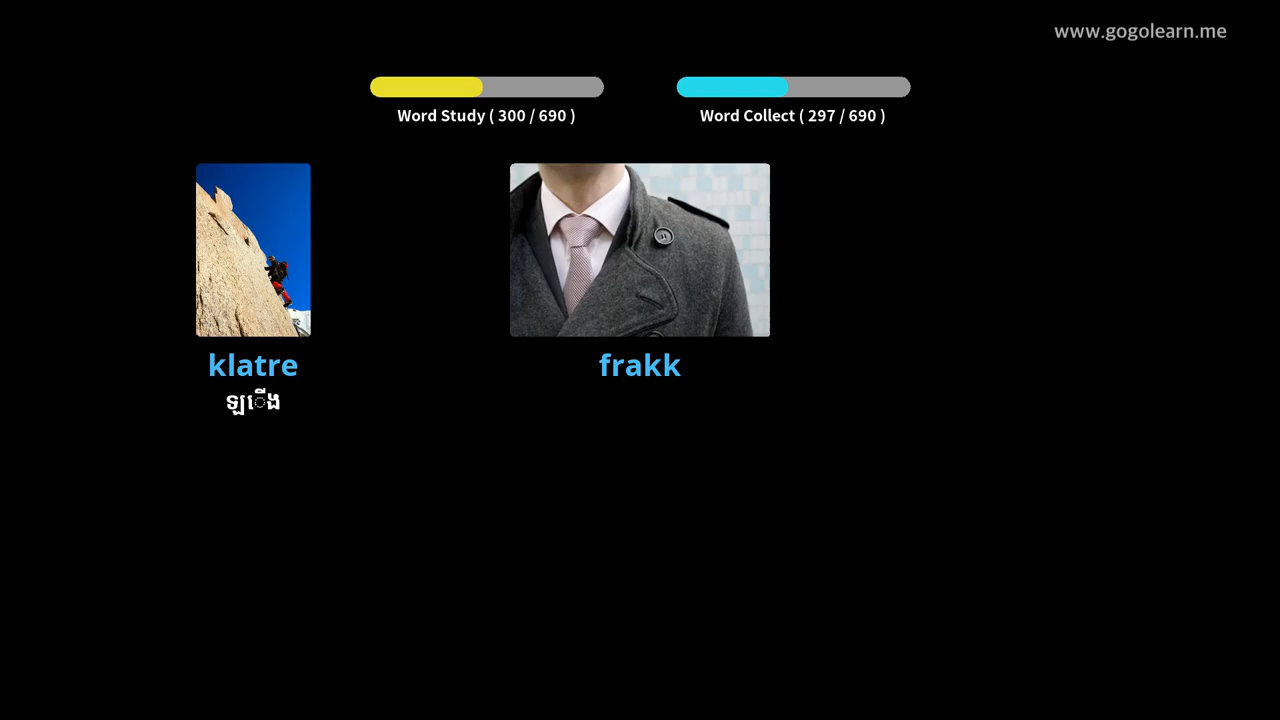 www.gogolearn.me
Word Study ( 300 / 690 )
Word Collect ( 297 / 690 )
klatre
ឡើង
frakk